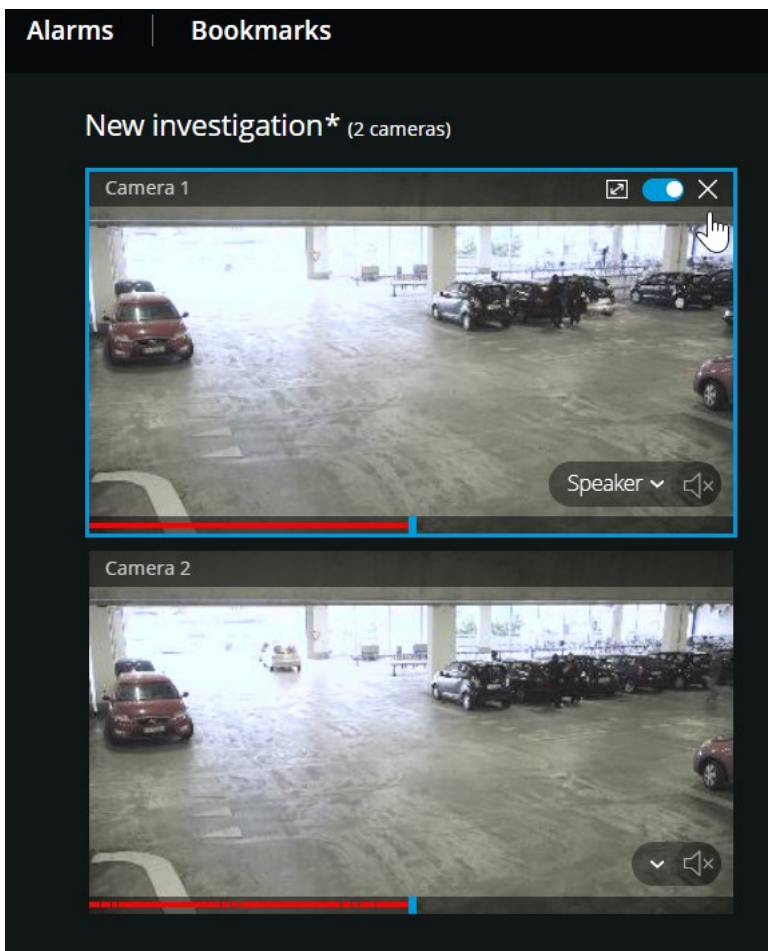 Alarms Bookmarks
New investigation* (2 cameras)
Camera 1
Speaker
Camera 2